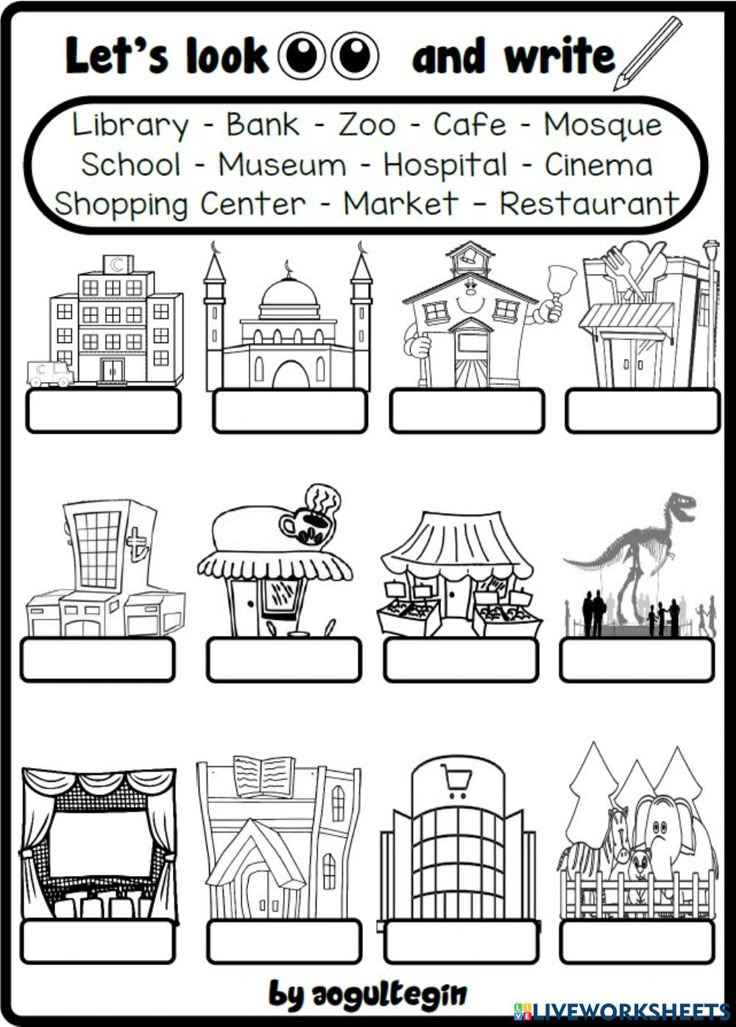 Let's look and write
Library - Bank - Zoo - Cafe - Mosque
School - Museum - Hospital - Cinema
Shopping Center - Market - Restaurant
by aogultegin
LIVEWORKSHEETS